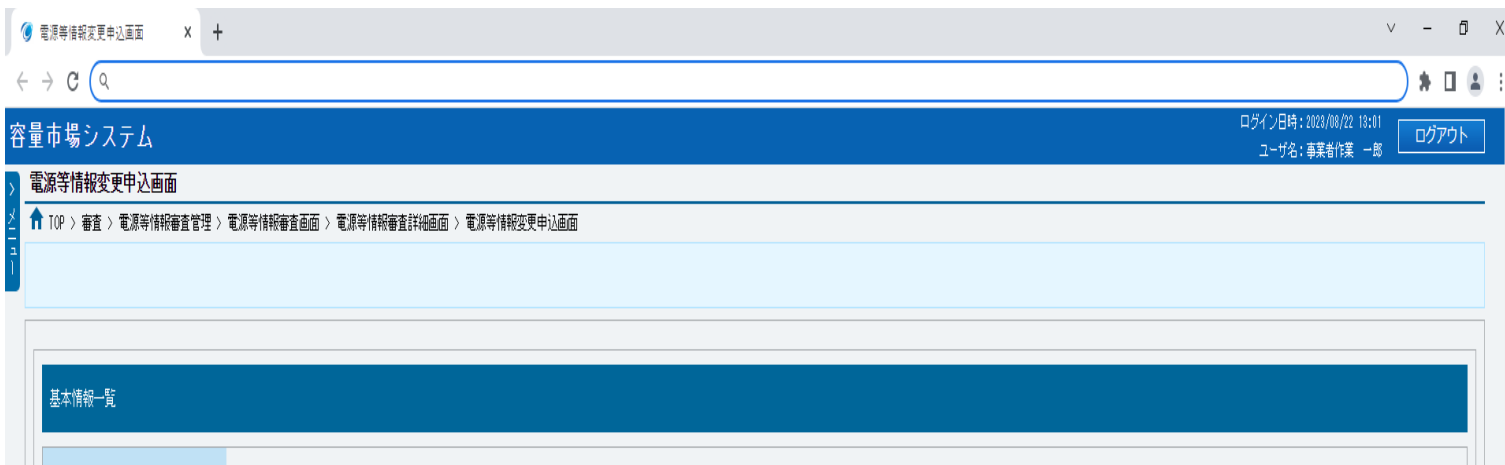 電源等情報変更申込画面
容量市場システム
ログイン日時：2023/08/22 13:01
ユーザ名：事業者作業 一郎
ログアウト
電源等情報変更申込画面
メニュー
TOP > 審査 > 電源等情報審査管理 > 電源等情報審査画面 > 電源等情報審査詳細画面 > 電源等情報変更申込画面
基本情報一覧